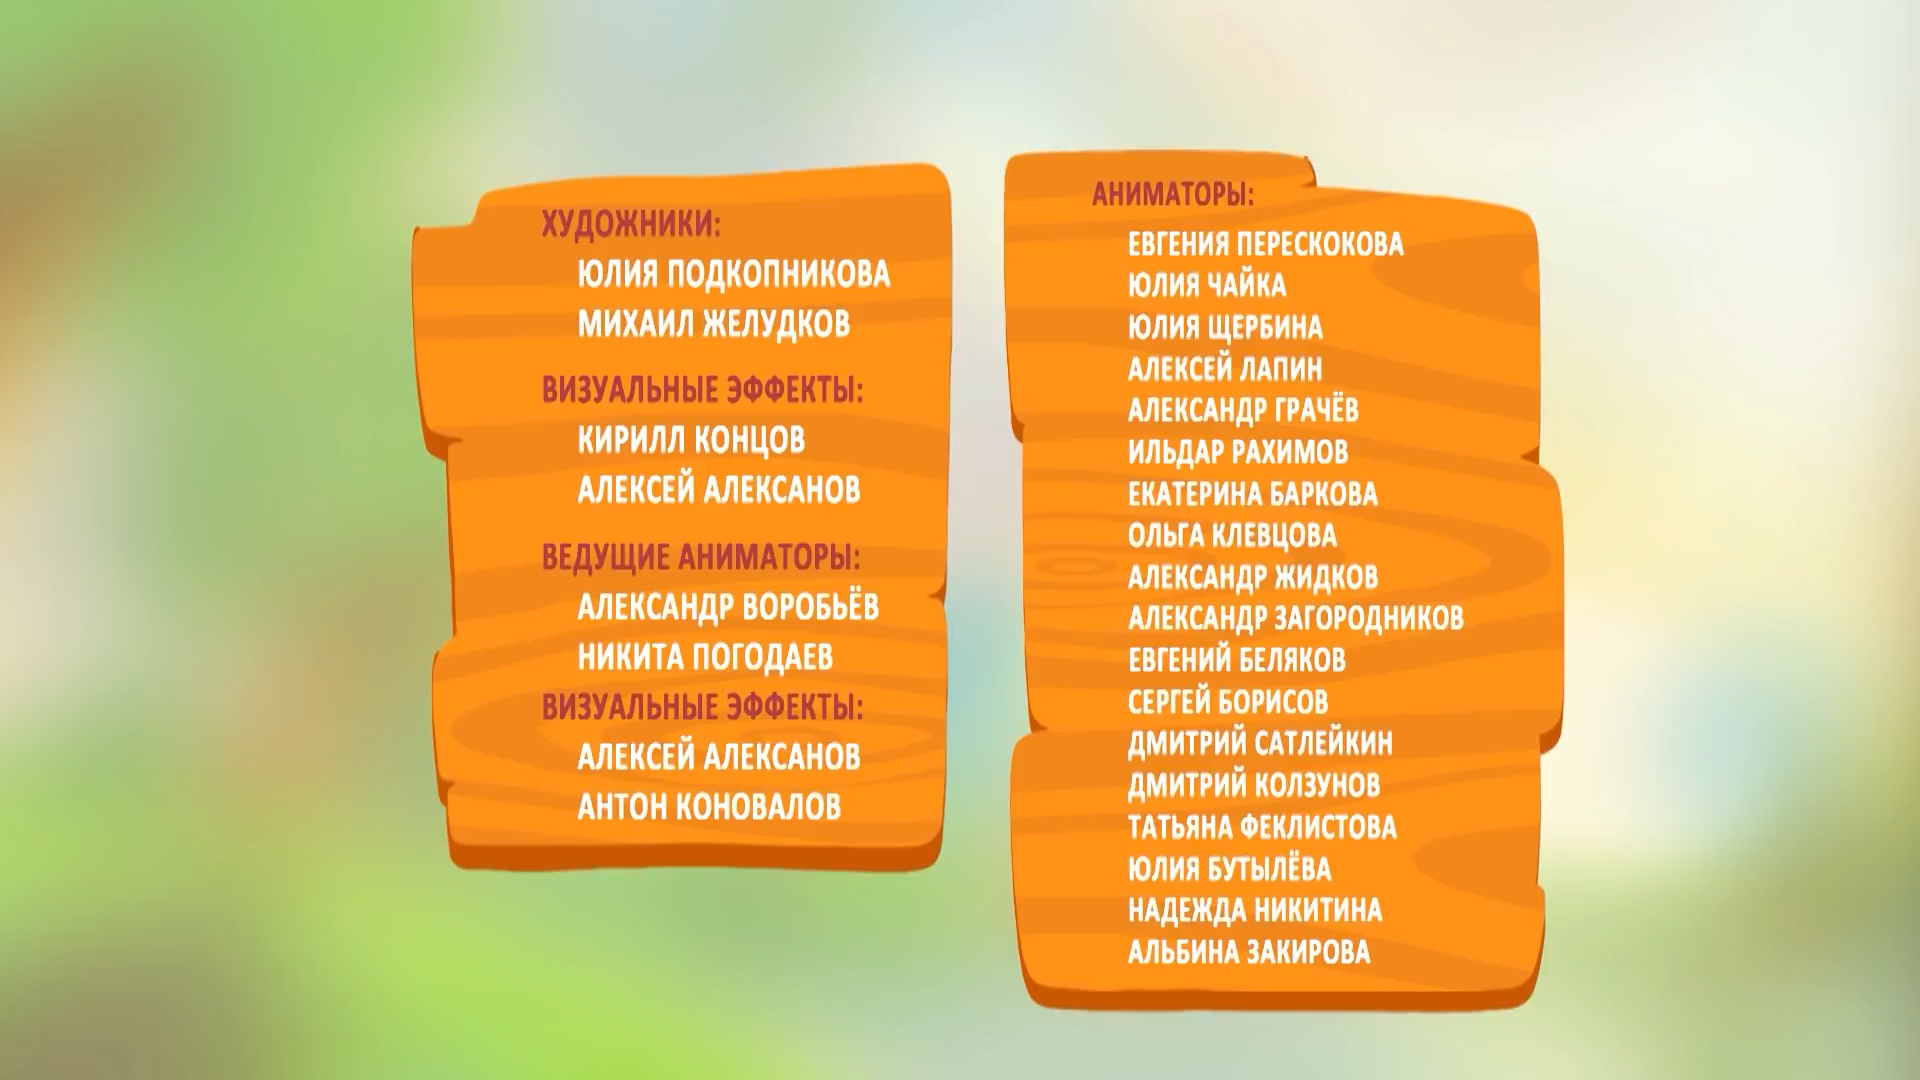 ХУДОЖНИКИ:
ЮЛИЯ ПОДКОПНИКОВА
МИХАИЛ ЖЕЛУДКОВ
ВИЗУАЛЬНЫЕ ЭФФЕКТЫ:
КИРИЛЛ КОНЦОВ
АЛЕКСЕЙ АЛЕКСАНОВ
ВЕДУЩИЕ АНИМАТОРЫ:
АЛЕКСАНДР ВОРОБЬЁВ
НИКИТА ПОГОДАЕВ
ВИЗУАЛЬНЫЕ ЭФФЕКТЫ:
АЛЕКСЕЙ АЛЕКСАНОВ
АНТОН КОНОВАЛОВ
АНИМАТОРЫ:
ЕВГЕНИЯ ПЕРЕСКОКОВА
ЮЛИЯ ЧАЙКА
ЮЛИЯ ЩЕРБИНА
АЛЕКСЕЙ ЛАПИН
АЛЕКСАНДР ГРАЧЁВ
ИЛЬДАР РАХИМОВ
ЕКАТЕРИНА БАРКОВА
ОЛЬГА КЛЕВЦОВА
АЛЕКСАНДР ЖИДКОВ
АЛЕКСАНДР ЗАГОРОДНИКОВ
ЕВГЕНИЙ БЕЛЯКОВ
СЕРГЕЙ БОРИСОВ
ДМИТРИЙ САТЛЕЙКИН
ДМИТРИЙ КОЛЗУНОВ
ТАТЬЯНА ФЕКЛИСТОВА
ЮЛИЯ БУТЫЛЁВА
НАДЕЖДА НИКИТИНА
АЛЬБИНА ЗАКИРОВА